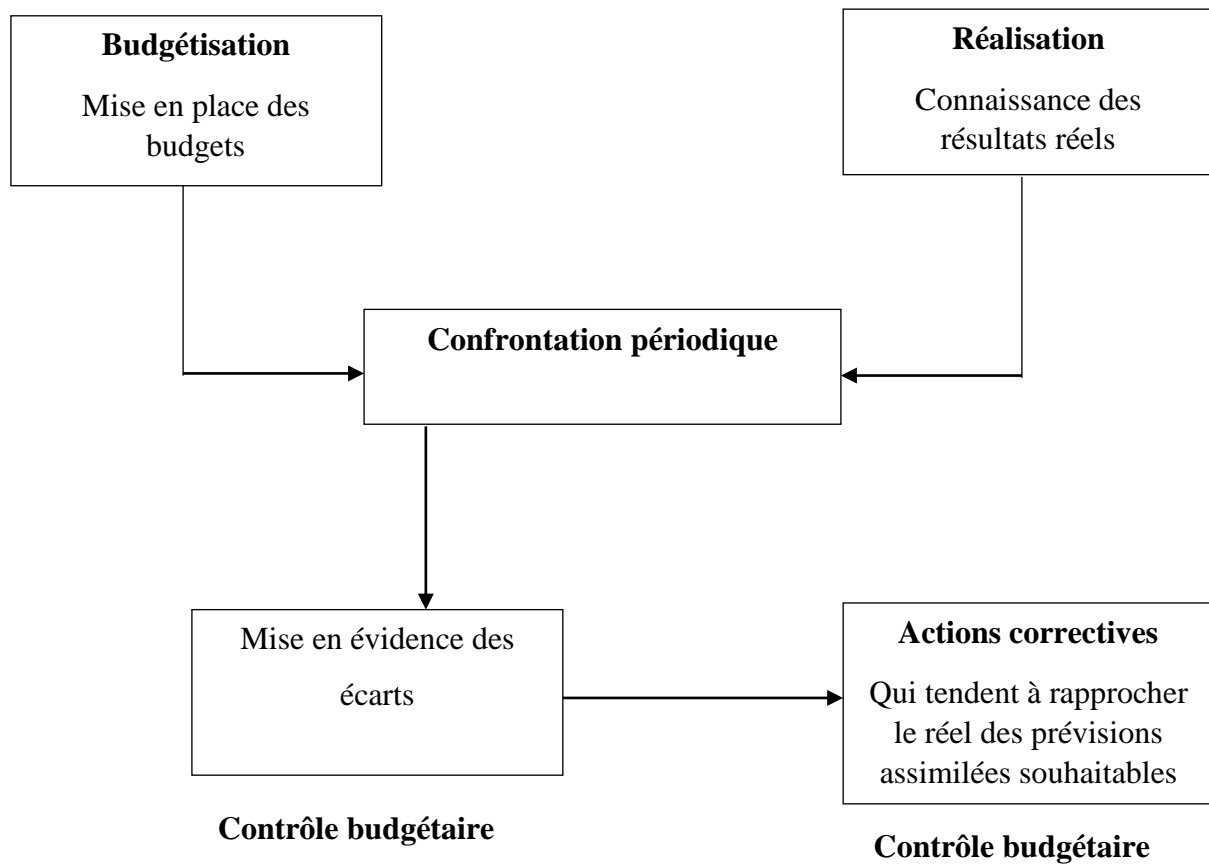 Budgétisation
Mise en place des
budgets
Réalisation
Connaissance des
résultats réels
Confrontation périodique
Mise en évidence des
écarts
Actions correctives
Qui tendent à rapprocher
le réel des prévisions
assimilées souhaitables
Contrôle budgétaire
Contrôle budgétaire